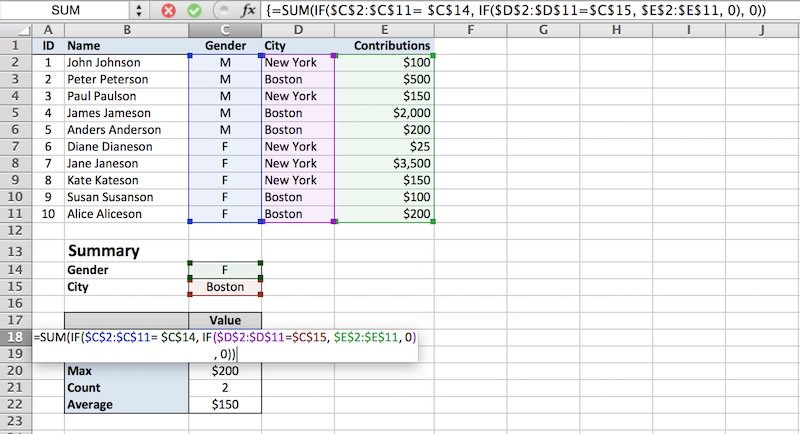 SUM fx {=SUM(IF($C$2:$C$11= $C$14, IF($D$2:$D$11=$C$15, $E$2:$E$11, 0), 0))
A B C D E F G H I J
1 ID Name Gender City Contributions
2 1 John Johnson M New York $100
3 2 Peter Peterson M Boston $500
4 3 Paul Paulson M New York $150
5 4 James Jameson M Boston $2,000
6 5 Anders Anderson M Boston $200
7 6 Diane Dianeson F New York $25
8 7 Jane Janeson F New York $3,500
9 8 Kate Kateson F New York $150
10 9 Susan Susanson F Boston $100
11 10 Alice Aliceson F Boston $200
12
13 Summary
14 Gender F
15 City Boston
16
17 Value
18 =SUM(IF($C$2:$C$11= $C$14, IF($D$2:$D$11=$C$15, $E$2:$E$11, 0)
19 , 0))
20 Max $200
21 Count 2
22 Average $150
23